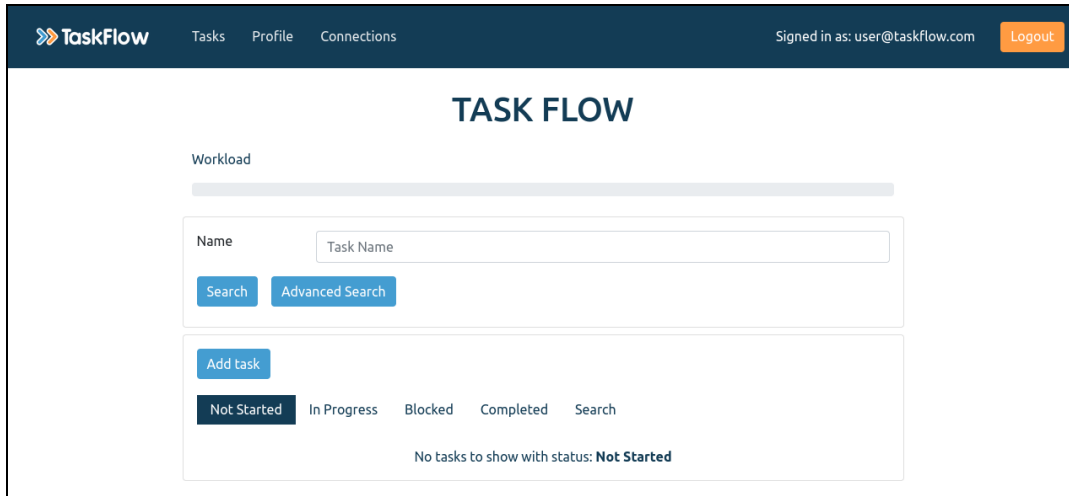 TaskFlow Tasks Profile Connections Signed in as: user@taskflow.com Logout
TASK FLOW
Workload
Name Task Name
Search Advanced Search
Add task
Not Started In Progress Blocked Completed Search
No tasks to show with status: Not Started